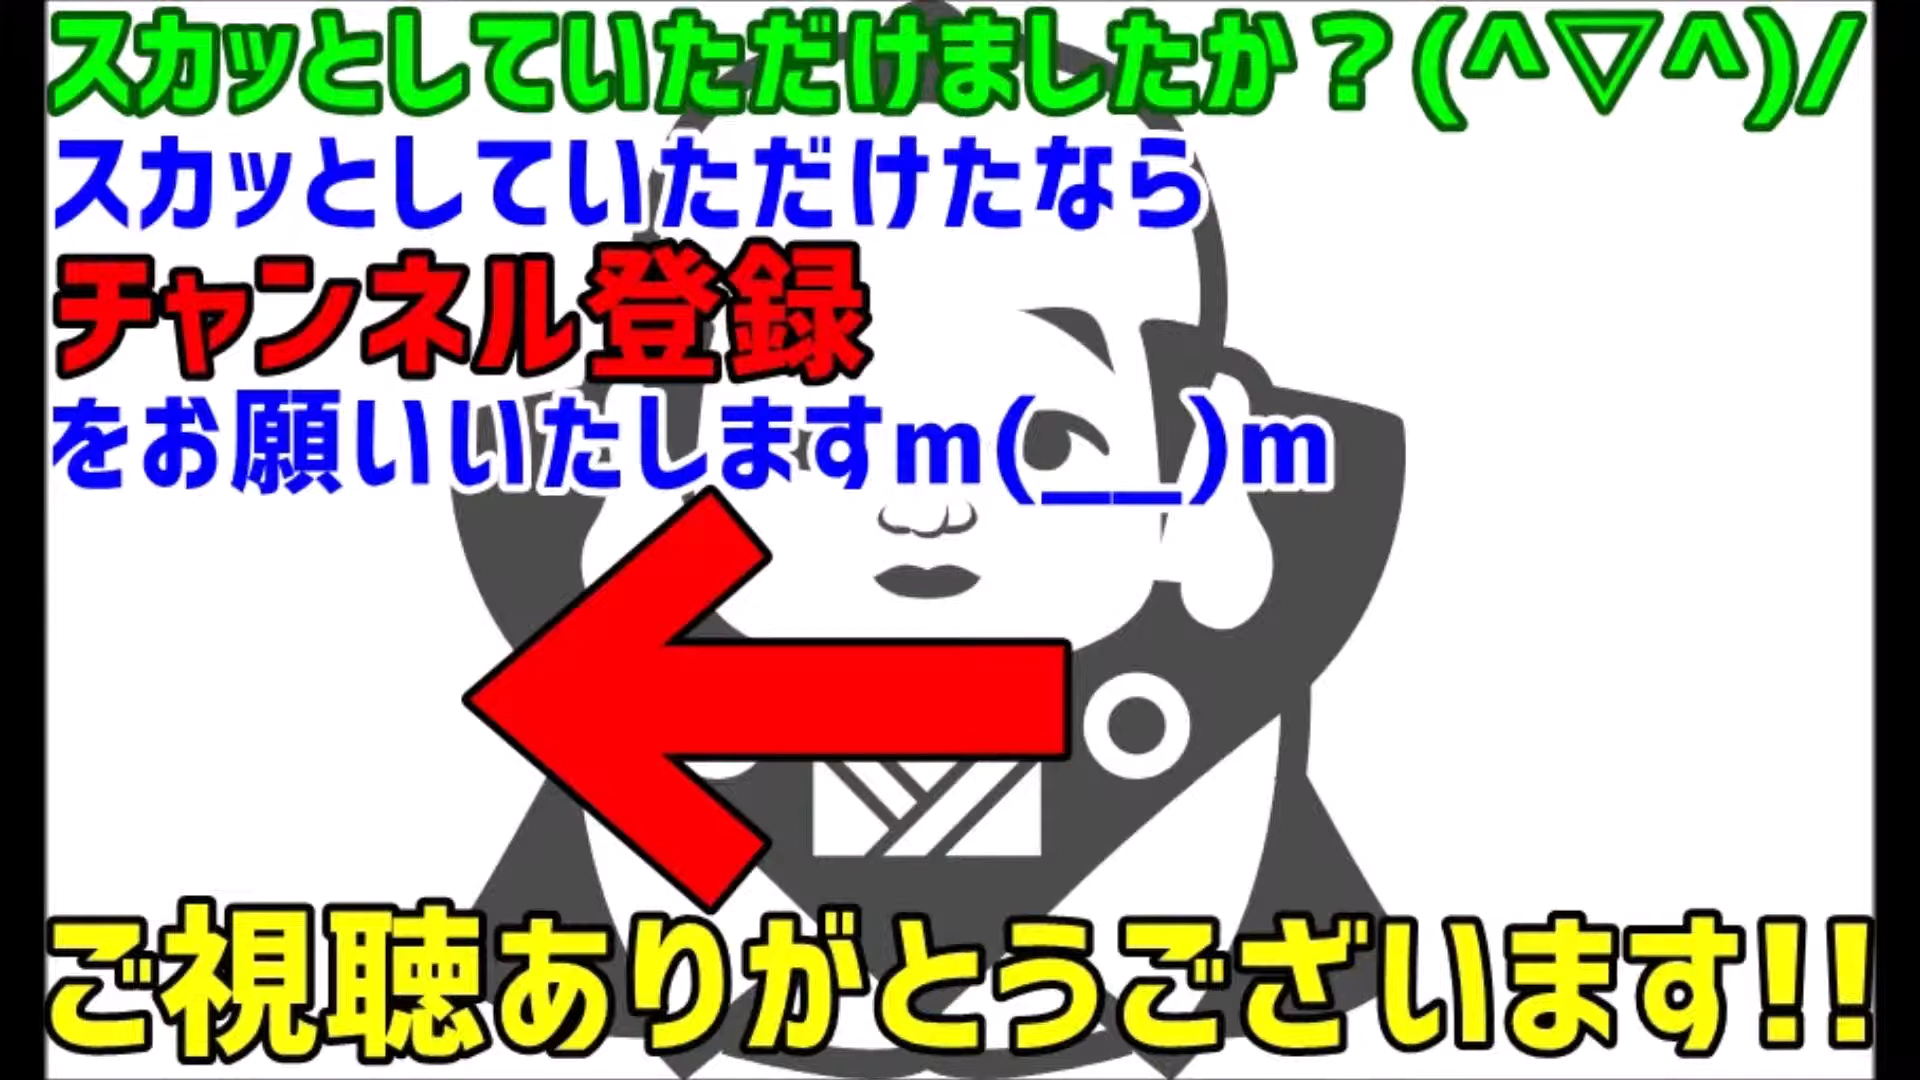 スカッとしていただけましたか？(^▽^)/
スカッとしていただけたなら
チャンネル登録
をお願いいたしますm(__)m
ご視聴ありがとうございます!!